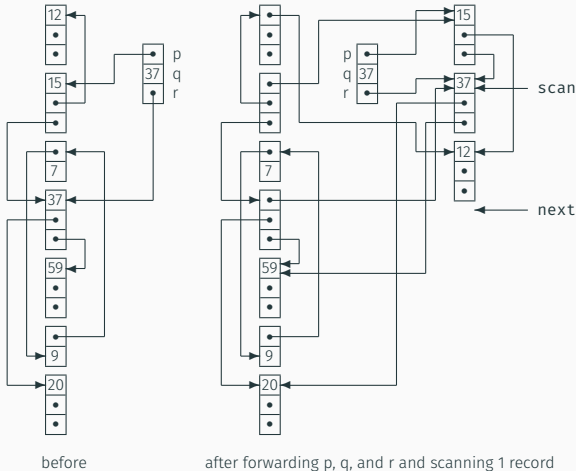 12
15
7
37
59
9
20
p
37 q
r
before
7
59
9
20
p
q 37
r
15
37
12
scan
next
after forwarding p, q, and r and scanning 1 record